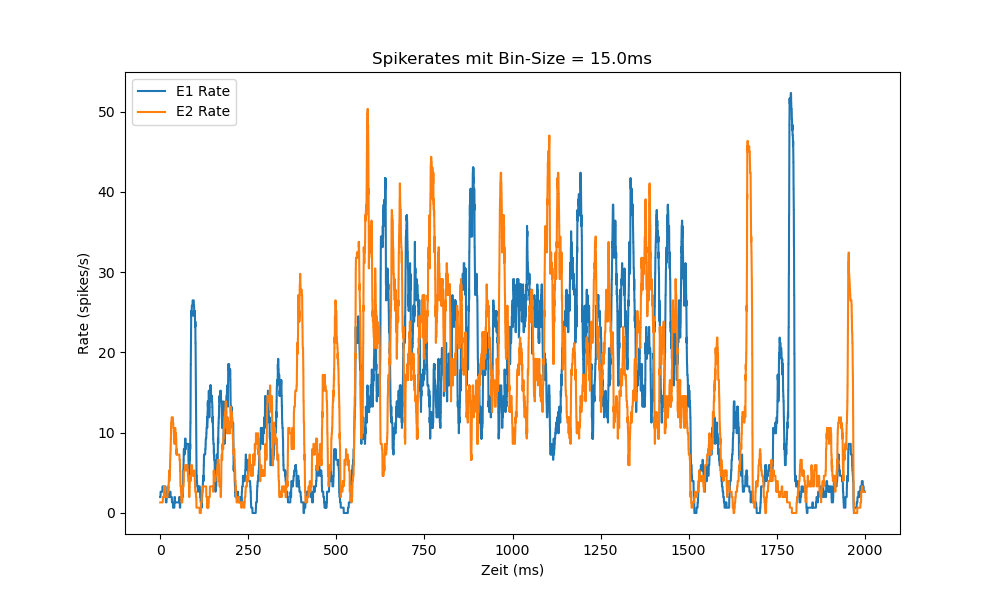 Spikerates mit Bin-Size = 15.0ms
E1 Rate
E2 Rate
Rate (spikes/s)
50
40
30
20
10
0
0 250 500 750 1000 1250 1500 1750 2000
Zeit (ms)